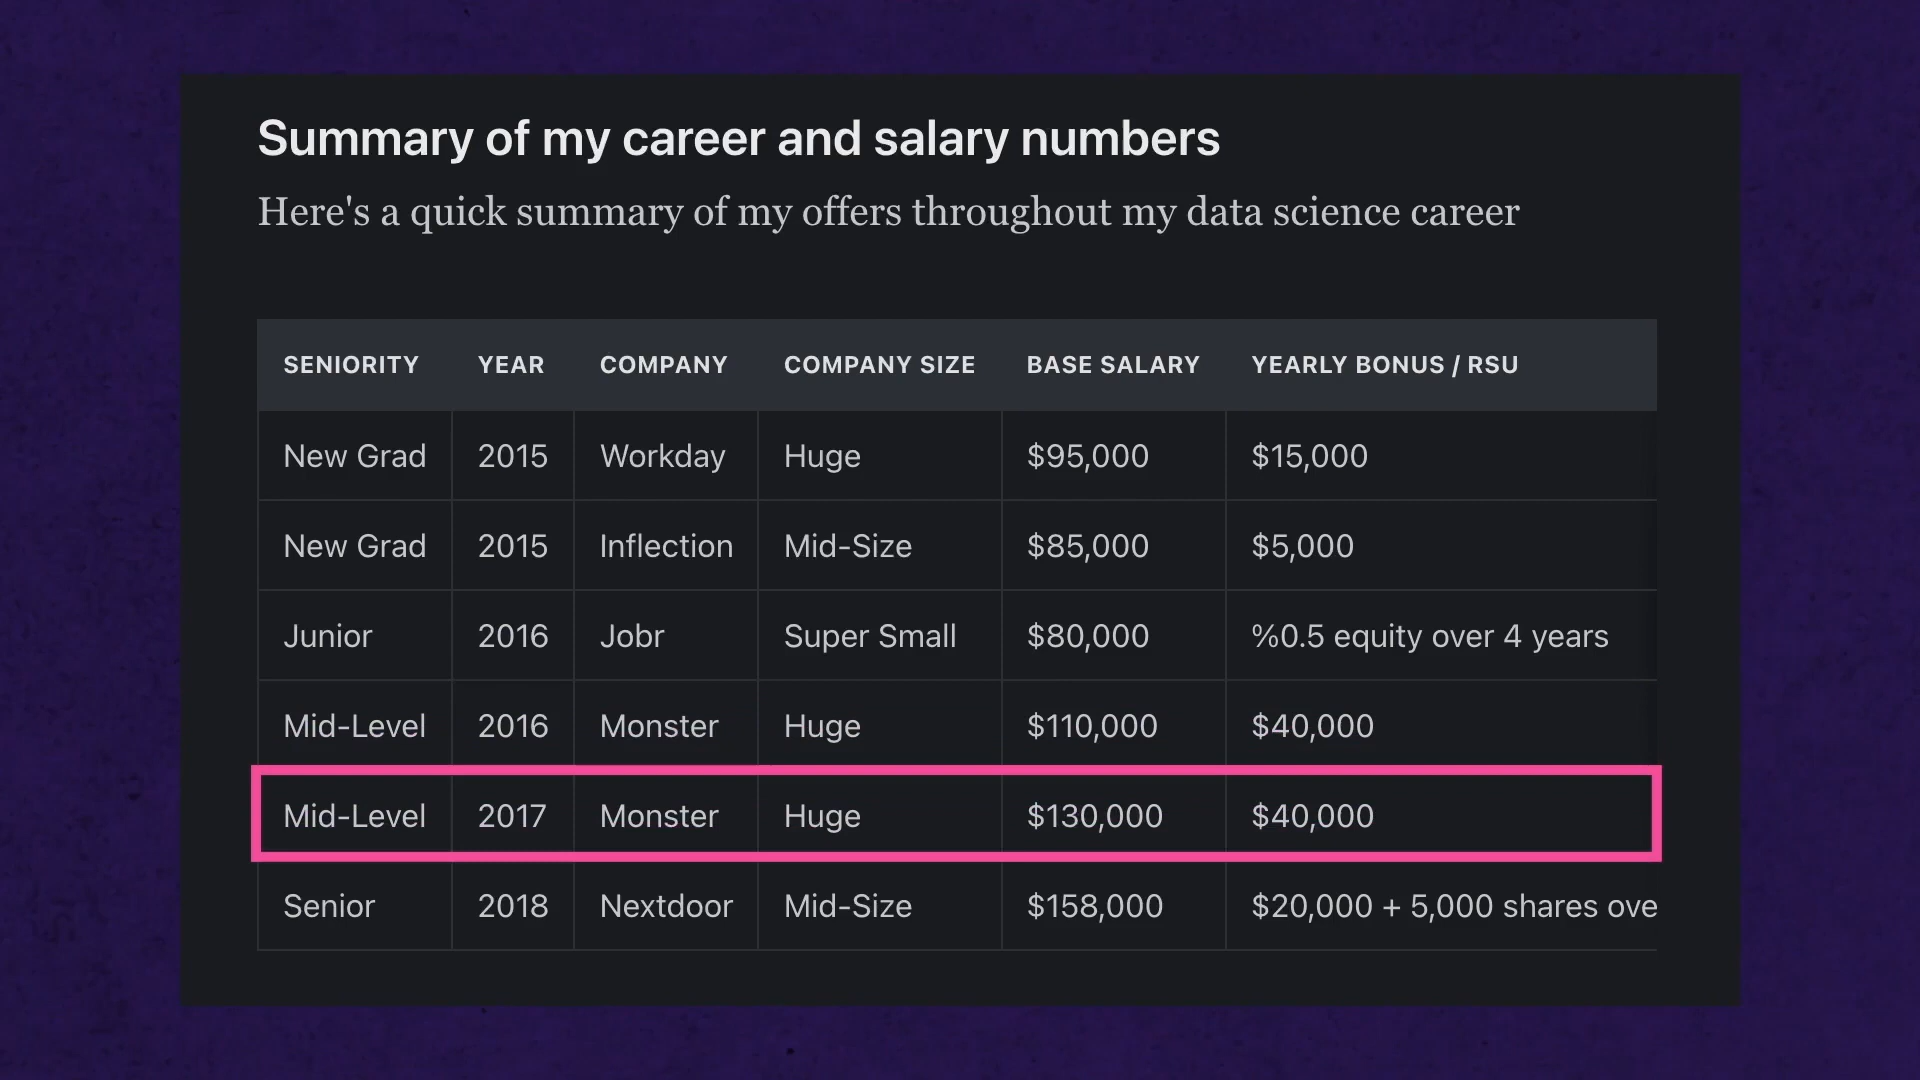 Summary of my career and salary numbers
Here's a quick summary of my offers throughout my data science career
SENIORITY YEAR COMPANY COMPANY SIZE BASE SALARY YEARLY BONUS / RSU
New Grad 2015 Workday Huge $95,000 $15,000
New Grad 2015 Inflection Mid-Size $85,000 $5,000
Junior 2016 Jobr Super Small $80,000 %0.5 equity over 4 years
Mid-Level 2016 Monster Huge $110,000 $40,000
Mid-Level 2017 Monster Huge $130,000 $40,000
Senior 2018 Nextdoor Mid-Size $158,000 $20,000 + 5,000 shares ove